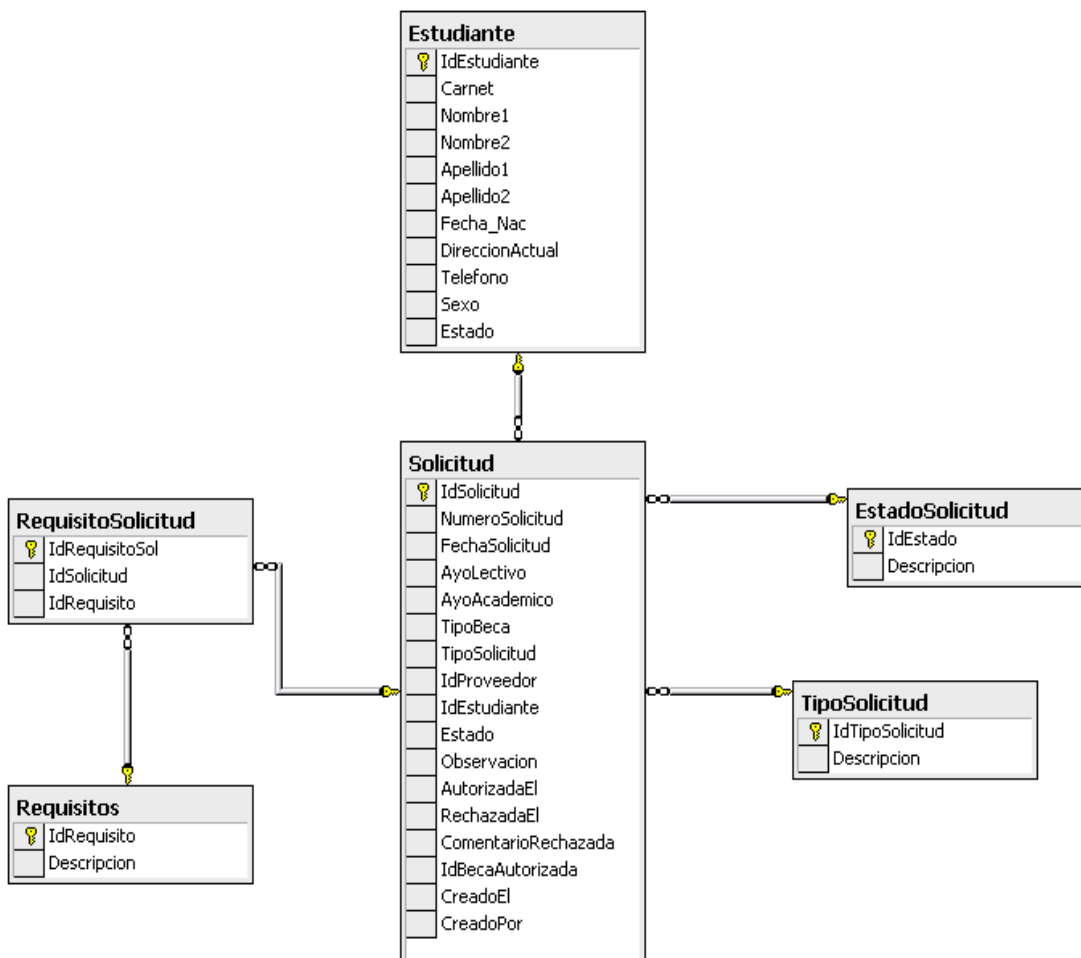 Estudiante
IdEstudiante
Carnet
Nombre1
Nombre2
Apellido1
Apellido2
Fecha_Nac
DireccionActual
Telefono
Sexo
Estado
Solicitud
IdSolicitud
NumeroSolicitud
FechaSolicitud
AyoLectivo
AyoAcademico
TipoBeca
TipoSolicitud
IdProveedor
IdEstudiante
Estado
Observacion
AutorizadaEl
RechazadaEl
ComentarioRechazada
IdBecaAutorizada
CreadoEl
CreadoPor
RequisitoSolicitud
IdRequisitoSol
IdSolicitud
IdRequisito
Requisitos
IdRequisito
Descripcion
EstadoSolicitud
IdEstado
Descripcion
TipoSolicitud
IdTipoSolicitud
Descripcion